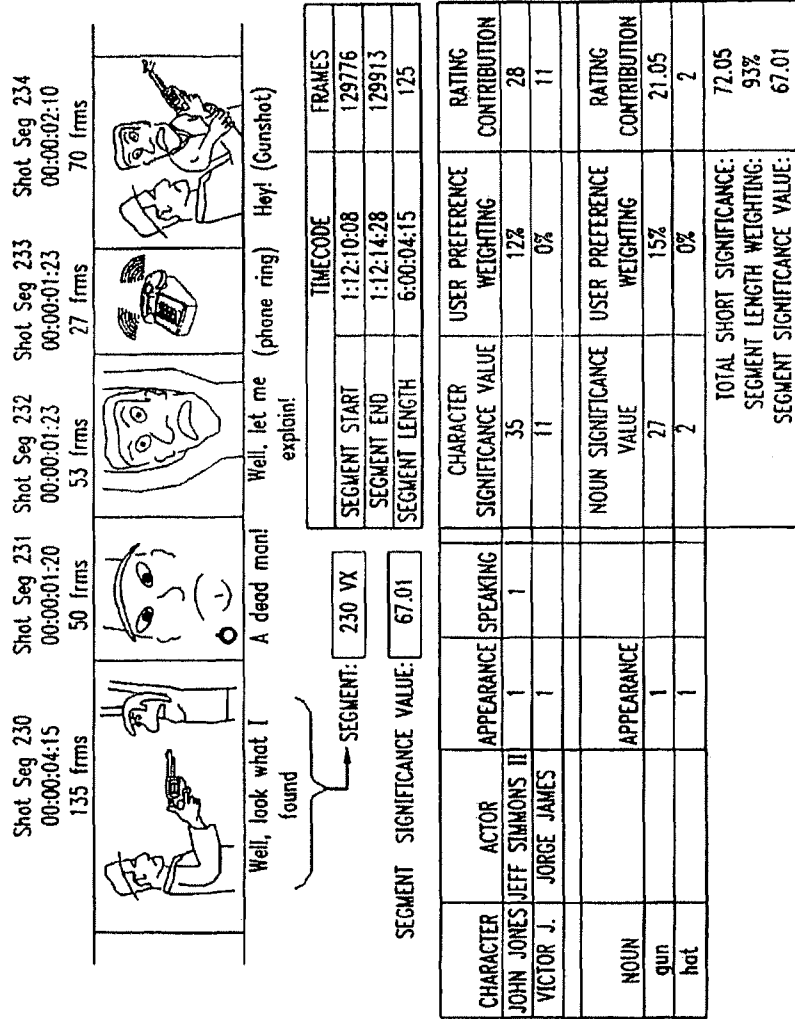 Shot Seg 230
00:00:04:15
135 frms
Shot Seg 231
00:00:01:20
50 frms
Shot Seg 232
00:00:01:23
53 frms
Shot Seg 233
00:00:01:23
27 frms
Shot Seg 234
00:00:02:10
70 frms
Well, look what I
found
A dead man!
Well, let me
explain!
(phone ring)
Hey! (Gunshot)
SEGMENT: 230 VX
SEGMENT SIGNIFICANCE VALUE: 67.01
TIMECODE FRAMES
SEGMENT START 1:12:10:08 129776
SEGMENT END 1:12:14:28 129913
SEGMENT LENGTH 6:00:04:15 125
CHARACTER ACTOR APPEARANCE SPEAKING CHARACTER SIGNIFICANCE VALUE USER PREFERENCE WEIGHTING RATING CONTRIBUTION
JOHN JONES JEFF SIMMONS II 1 1 35 12% 28
VICTOR J. JORGE JAMES 1 11 0% 11
NOUN APPEARANCE NOUN SIGNIFICANCE VALUE USER PREFERENCE WEIGHTING RATING CONTRIBUTION
gun 1 27 15% 21.05
hat 1 2 0% 2
TOTAL SHORT SIGNIFICANCE: 72.05
SEGMENT LENGTH WEIGHTING: 93%
SEGMENT SIGNIFICANCE VALUE: 67.01